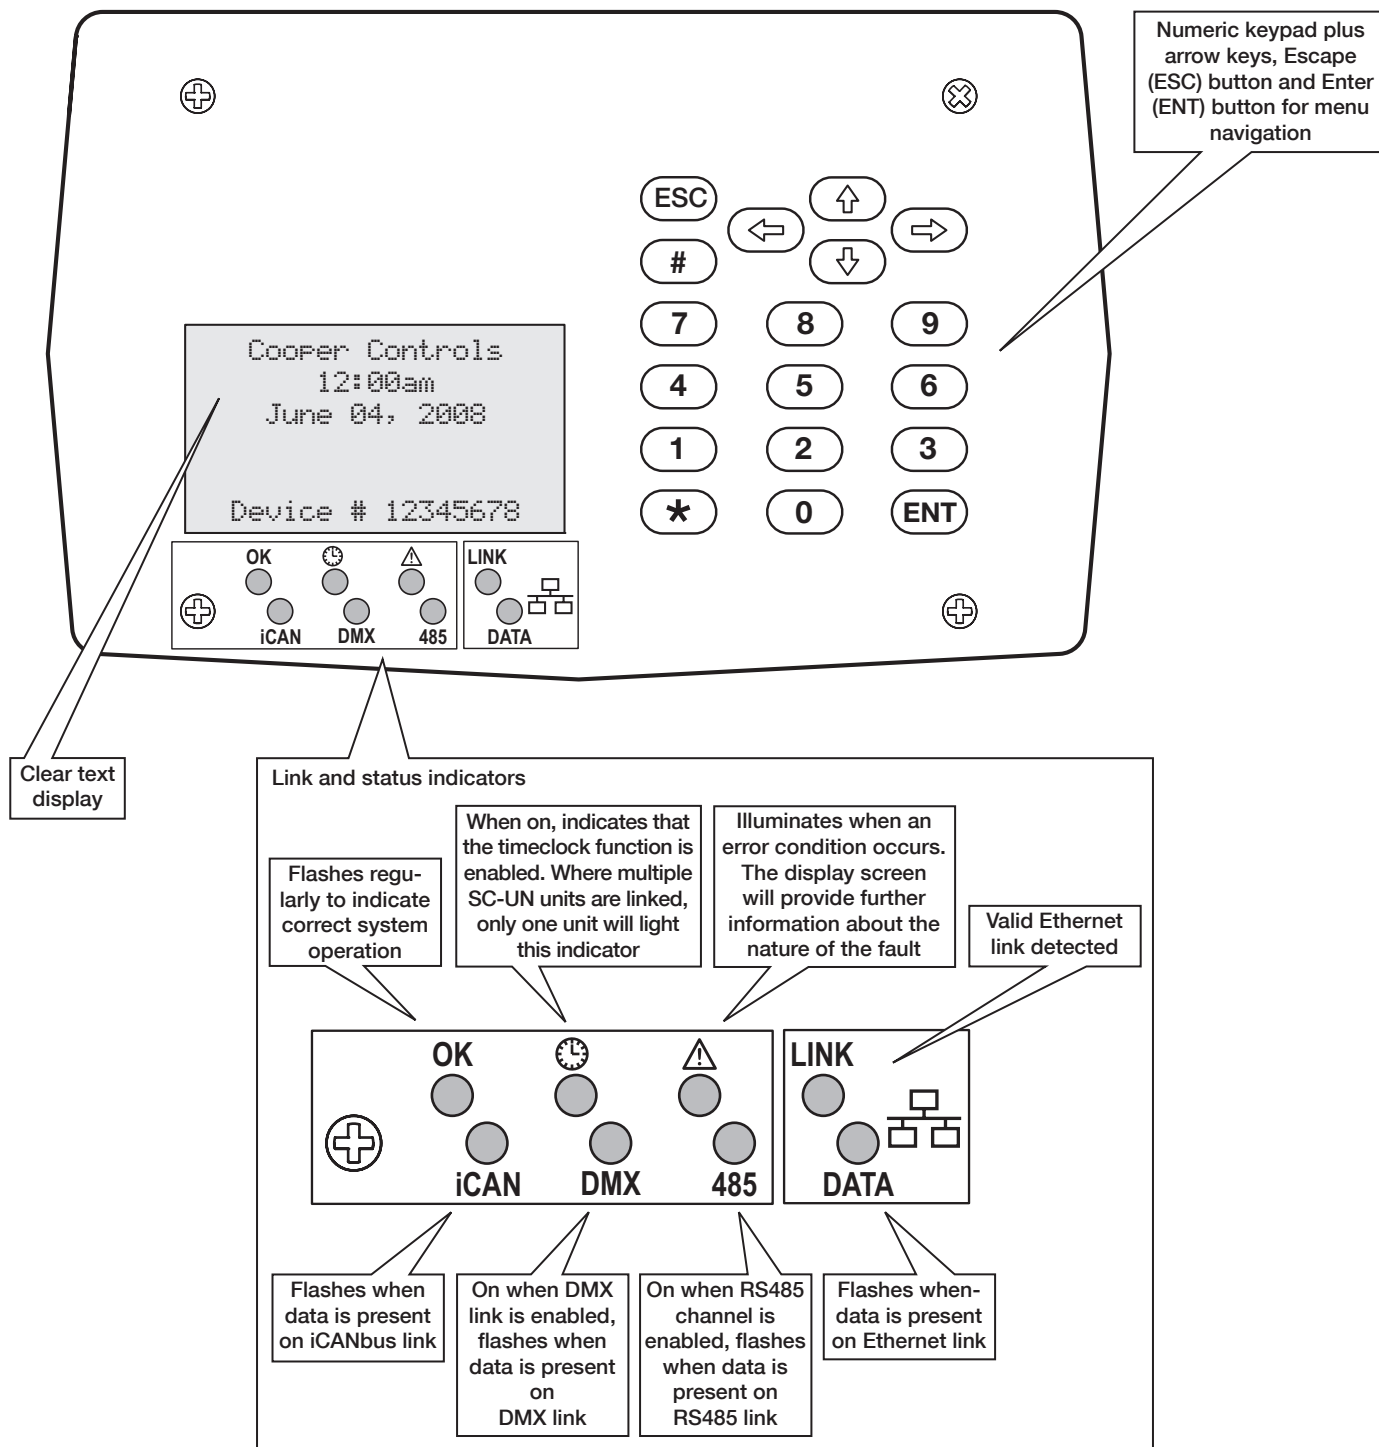 Numeric keypad plus
arrow keys, Escape
(ESC) button and Enter
(ENT) button for menu
navigation
ESC
#
7
8
9
4
5
6
1
2
3
*
0
ENT
Cooper Controls
12:00am
June 04, 2008
Device # 12345678
OK
LINK
iCAN
DMX
485
DATA
Clear text
display
Link and status indicators
Flashes regu-
larly to indicate
correct system
operation
When on, indicates that
the timeclock function is
enabled. Where multiple
SC-UN units are linked,
only one unit will light
this indicator
Illuminates when an
error condition occurs.
The display screen
will provide further
information about the
nature of the fault
Valid Ethernet
link detected
OK
LINK
iCAN
DMX
485
DATA
Flashes when
data is present
on iCANbus link
On when DMX
link is enabled,
flashes when
data is present
on
DMX link
On when RS485
channel is
enabled, flashes
when data is
present on
RS485 link
Flashes when-
data is present
on Ethernet link